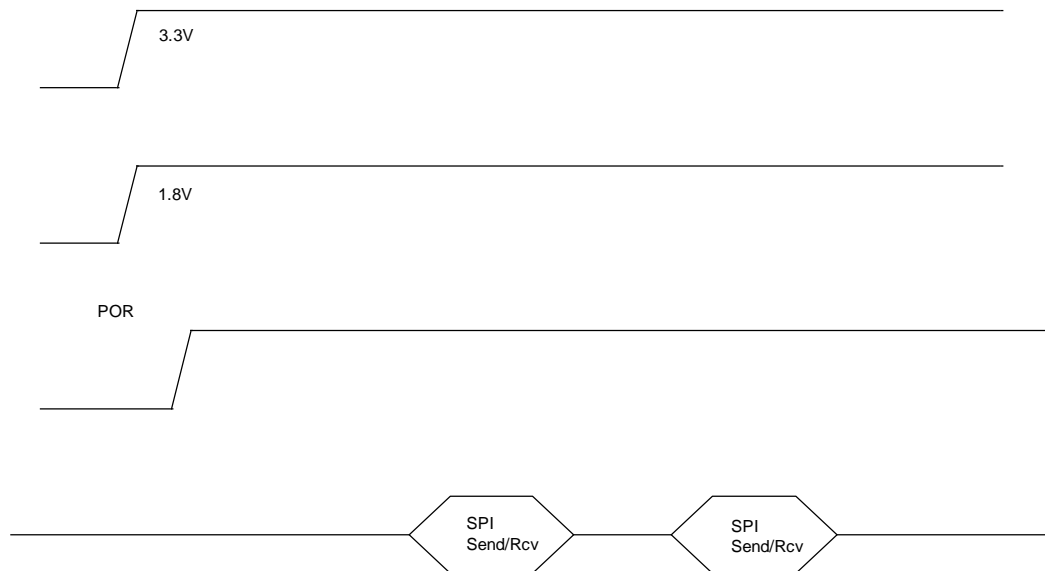 3.3V
1.8V
POR
SPI
Send/Rcv
SPI
Send/Rcv